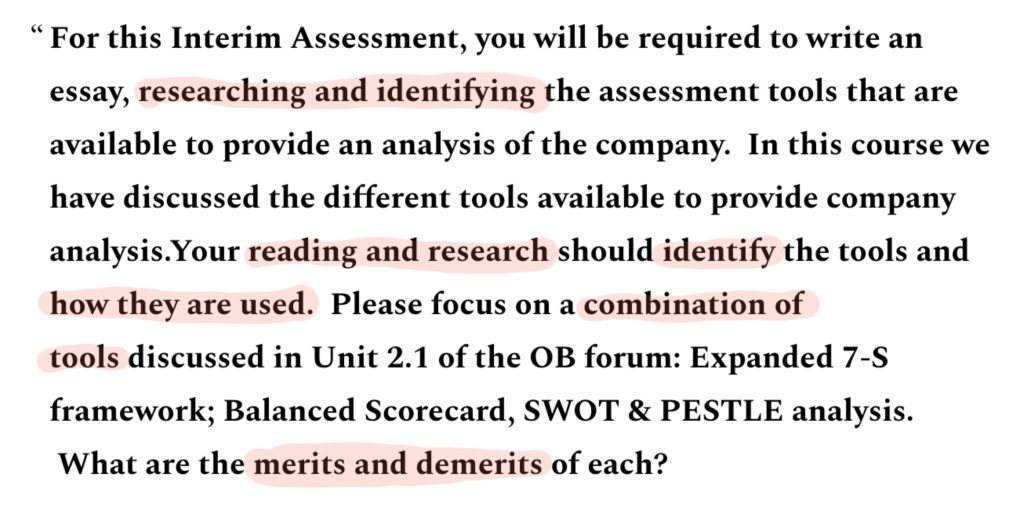 “ For this Interim Assessment, you will be required to write an
essay, researching and identifying the assessment tools that are
available to provide an analysis of the company.  In this course we
have discussed the different tools available to provide company
analysis.Your reading and research should identify the tools and
how they are used.  Please focus on a combination of
tools discussed in Unit 2.1 of the OB forum: Expanded 7-S
framework; Balanced Scorecard, SWOT & PESTLE analysis.
What are the merits and demerits of each?